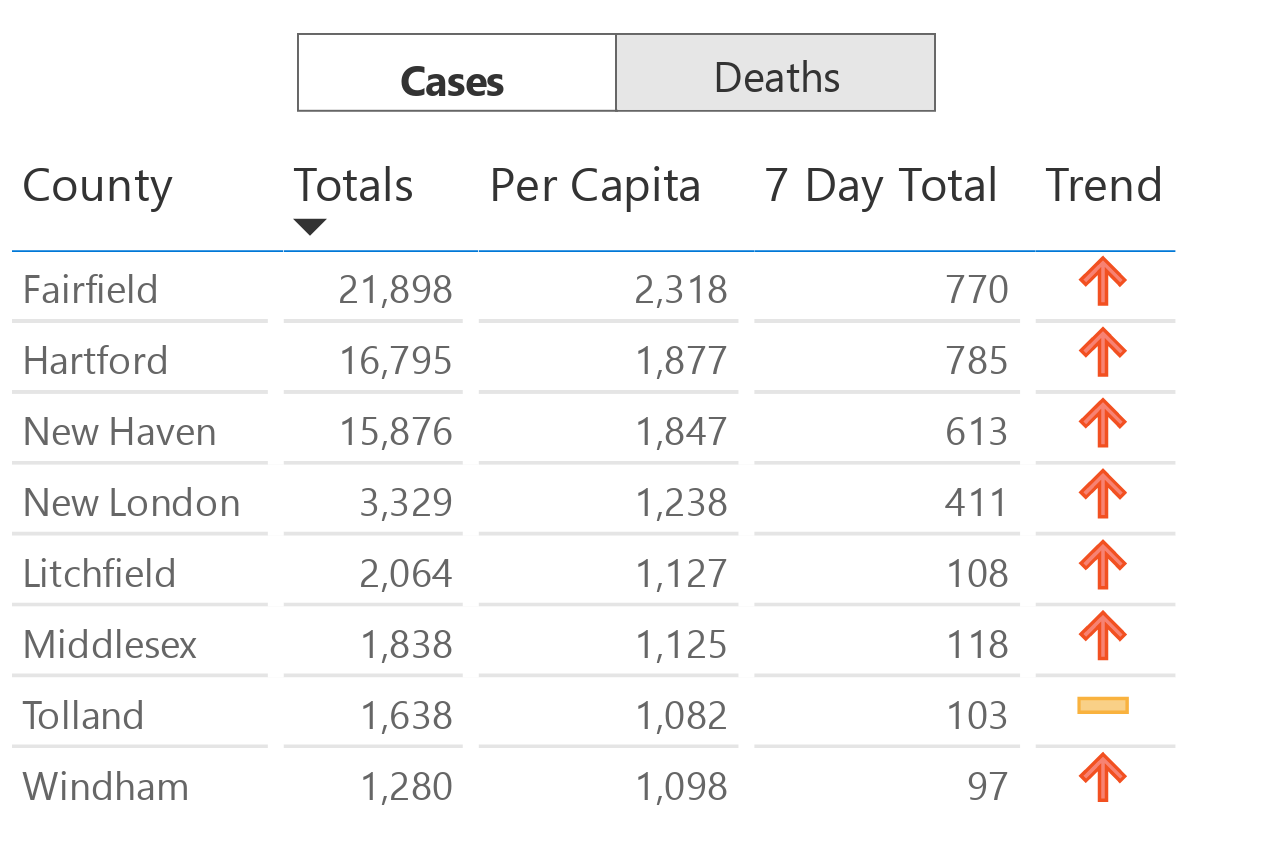 Cases Deaths
County Totals Per Capita 7 Day Total Trend
Fairfield 21,898 2,318 770
Hartford 16,795 1,877 785
New Haven 15,876 1,847 613
New London 3,329 1,238 411
Litchfield 2,064 1,127 108
Middlesex 1,838 1,125 118
Tolland 1,638 1,082 103
Windham 1,280 1,098 97